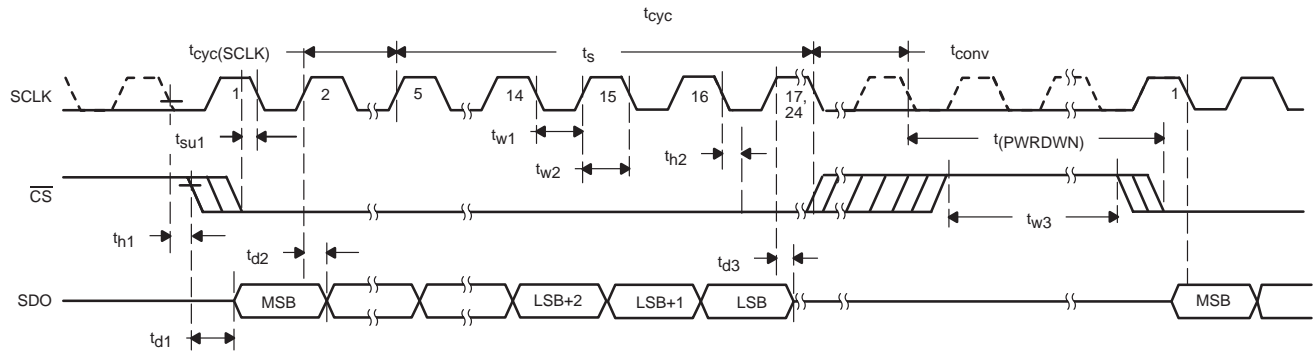 tcyc
tcyc(SCLK)
ts
tconv
SCLK
1
2
5
14
15
16
17,
24
1
tsu1
tw1
tw2
th2
t(PWRDWN)
CS
th1
tw3
td2
td3
SDO
MSB
LSB+2
LSB+1
LSB
MSB
td1